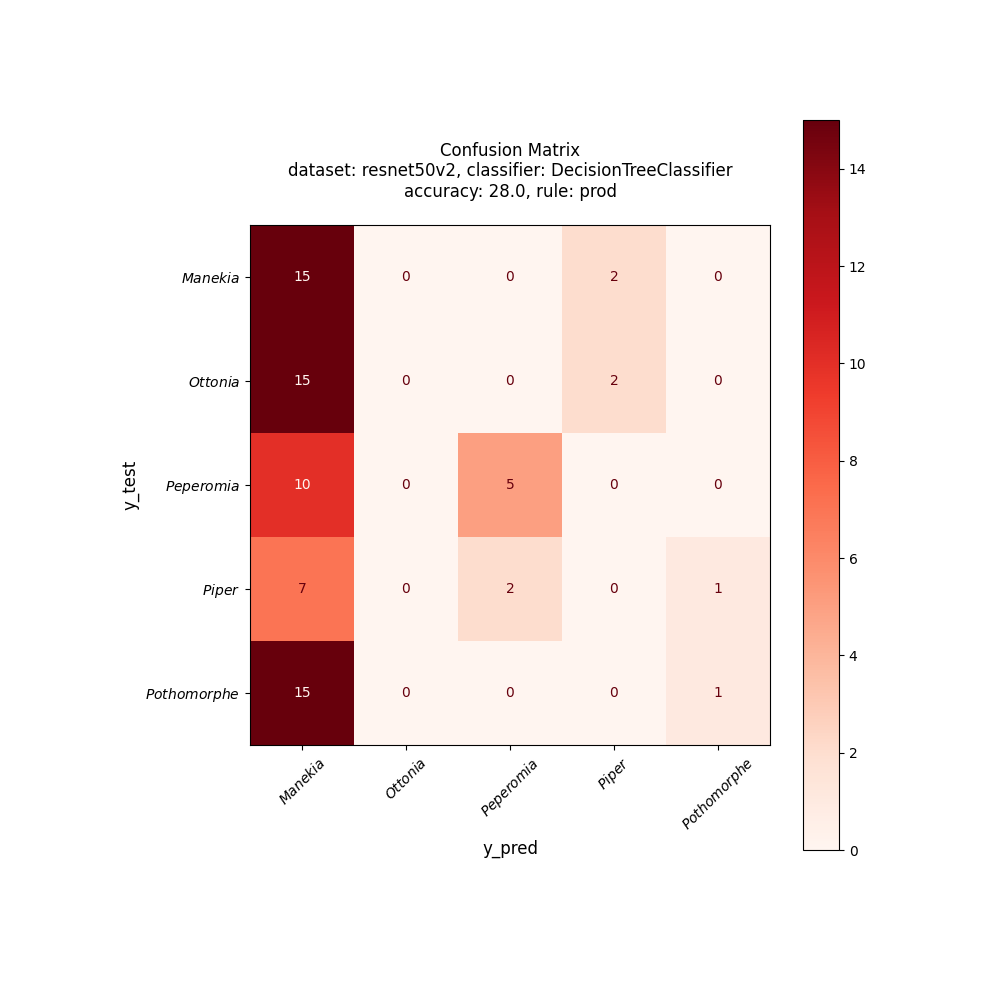 Confusion Matrix
dataset: resnet50v2, classifier: DecisionTreeClassifier
accuracy: 28.0, rule: prod
14
12
10
8
6
4
2
0
y_test
Manekia 15 0 0 2 0
Ottonia 15 0 0 2 0
Peperomia 10 0 5 0 0
Piper 7 0 2 0 1
Pothomorphe 15 0 0 0 1
Manekia Ottonia Peperomia Piper Pothomorphe
y_pred